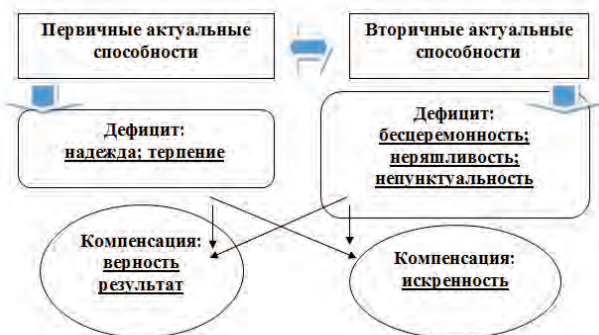 Первичные актуальные
способности
Вторичные актуальные
способности
Дефицит:
надежда; терпение
Дефицит:
бесцеремонность;
неряшливость;
непунктуальность
Компенсация:
верность
результат
Компенсация:
искренность